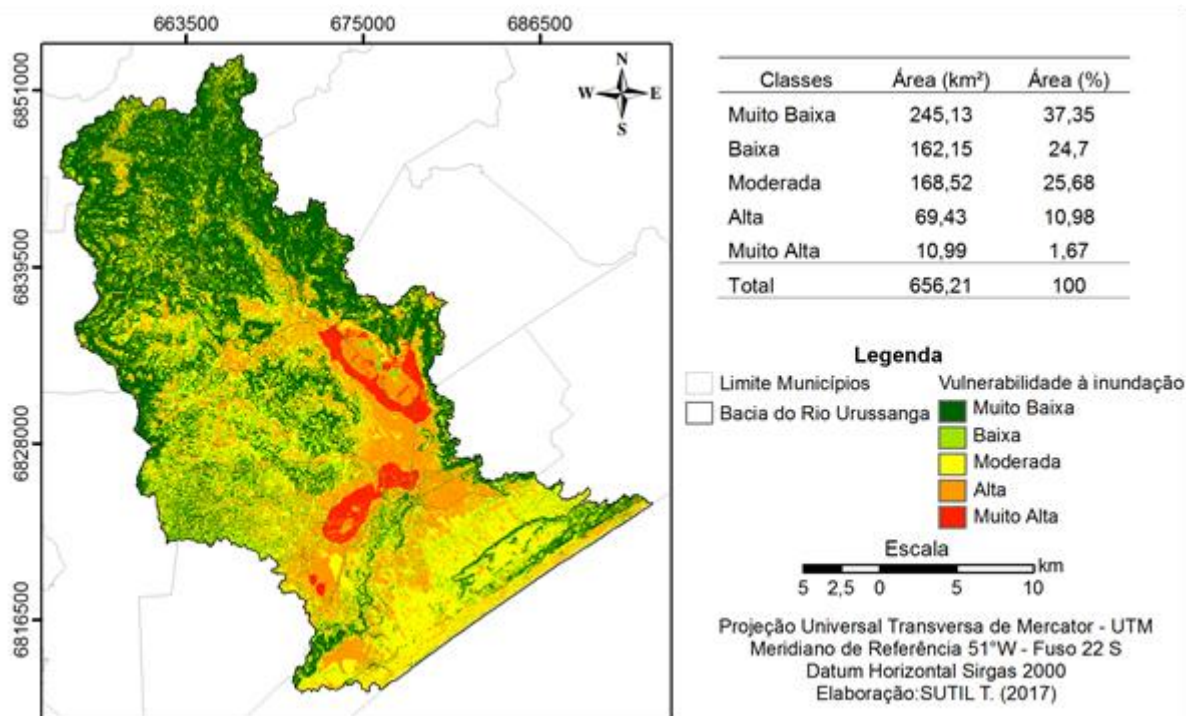 663500 675000 686500
6851000
6839500
6828000
6816500
N
W E
S
Classes Área (km²) Área (%)
Muito Baixa 245,13 37,35
Baixa 162,15 24,7
Moderada 168,52 25,68
Alta 69,43 10,98
Muito Alta 10,99 1,67
Total 656,21 100
Legenda
Limite Municípios
Bacia do Rio Urussanga
Vulnerabilidade à inundação
Muito Baixa
Baixa
Moderada
Alta
Muito Alta
Escala
km
5 2,5 0 5 10
Projeção Universal Transversa de Mercator - UTM
Meridiano de Referência 51°W - Fuso 22 S
Datum Horizontal Sirgas 2000
Elaboração:SUTIL T. (2017)